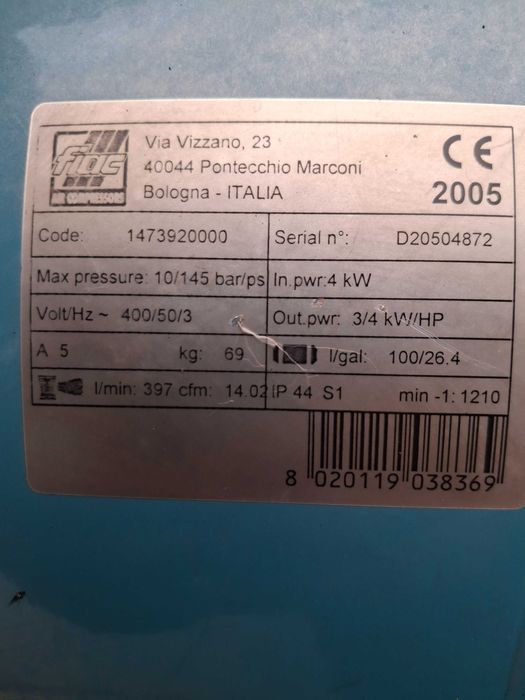 fiac
AIR COMPRESSORS
Via Vizzano, 23
40044 Pontecchio Marconi
Bologna - ITALIA
CE
2005
Code: 1473920000
Serial n°: D20504872
Max pressure: 10/145 bar/ps
In.pwr:4 kW
Volt/Hz ~ 400/50/3
Out.pwr: 3/4 kW/HP
A 5 kg: 69
l/gal: 100/26.4
l/min: 397 cfm: 14.02
IP 44 S1 min -1: 1210
8 020119 038369